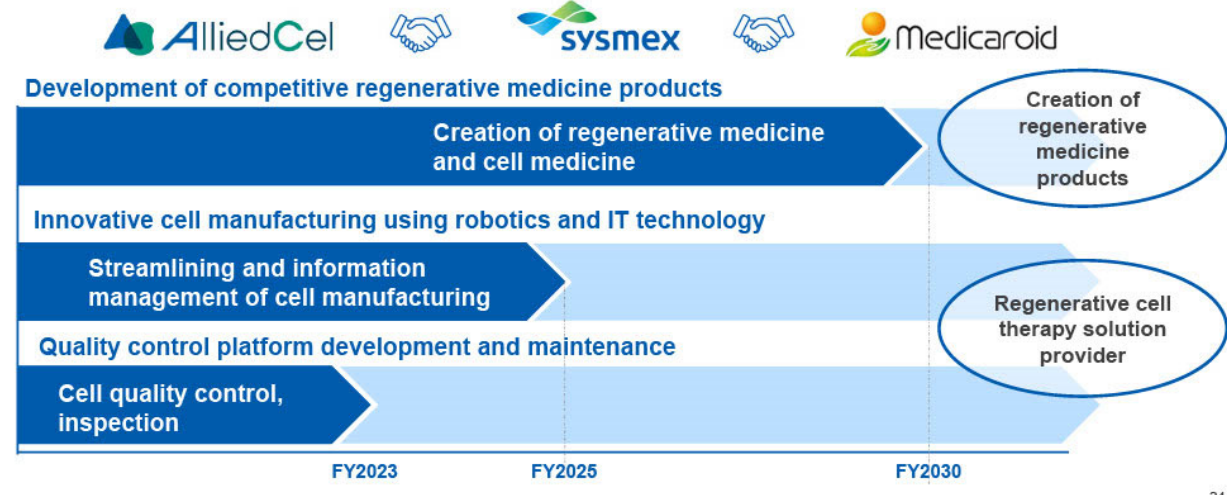 AlliedCel
sysmex
Medicaroid
Development of competitive regenerative medicine products
Creation of regenerative medicine
and cell medicine
Creation of
regenerative
medicine
products
Innovative cell manufacturing using robotics and IT technology
Streamlining and information
management of cell manufacturing
Regenerative cell
therapy solution
provider
Quality control platform development and maintenance
Cell quality control,
inspection
FY2023
FY2025
FY2030